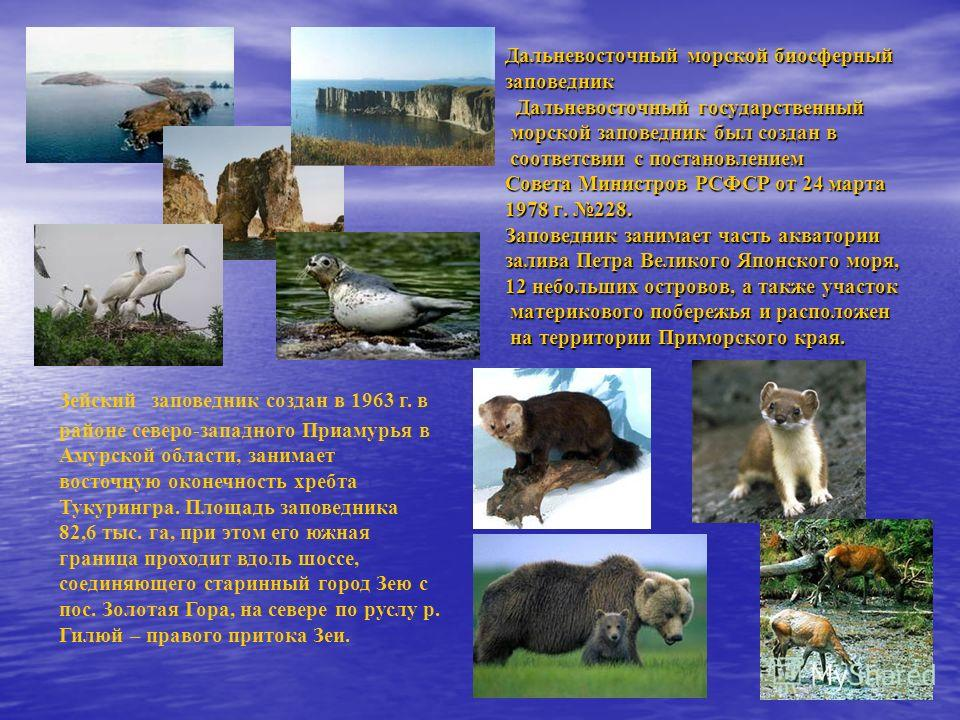 Дальневосточный морской биосферный
заповедник
Дальневосточный государственный
морской заповедник был создан в
соответсвии с постановлением
Совета Министров РСФСР от 24 марта
1978 г. №228.
Заповедник занимает часть акватории
залива Петра Великого Японского моря,
12 небольших островов, а также участок
материкового побережья и расположен
на территории Приморского края.
Зейский заповедник создан в 1963 г. в
районе северо-западного Приамурья в
Амурской области, занимает
восточную оконечность хребта
Тукурингра. Площадь заповедника
82,6 тыс. га, при этом его южная
граница проходит вдоль шоссе,
соединяющего старинный город Зею с
пос. Золотая Гора, на севере по руслу р.
Гилюй – правого притока Зеи.
MyShared